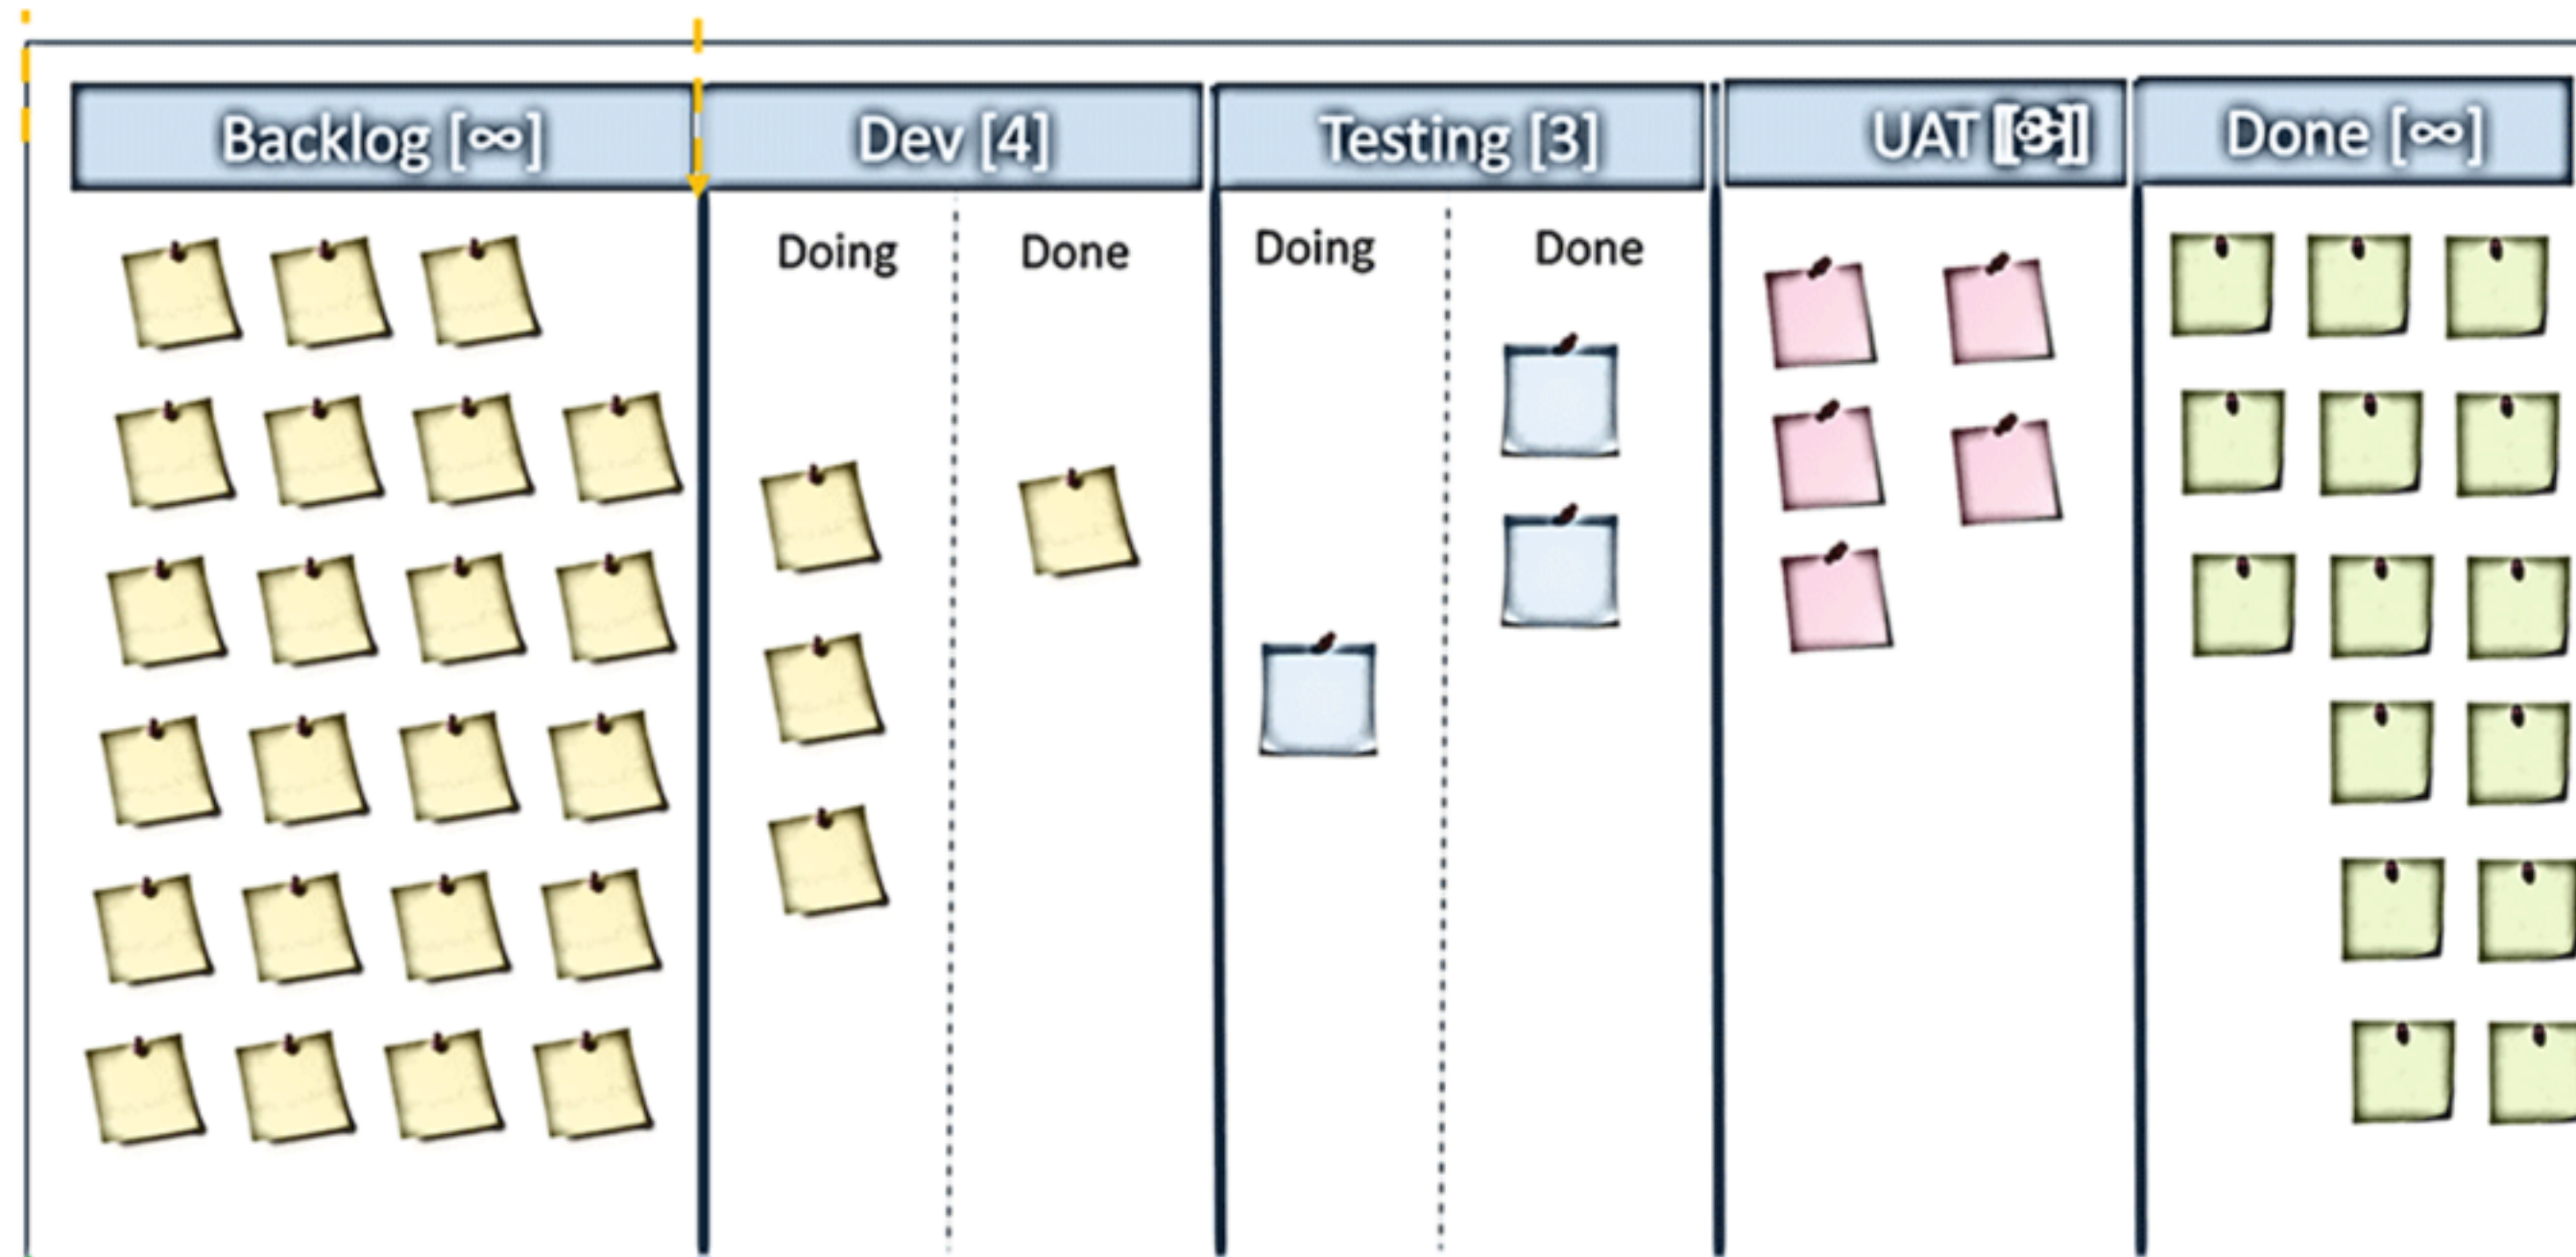 Backlog [∞]
Dev [4]
Testing [3]
UAT
Done [∞]
Doing
Done
Doing
Done